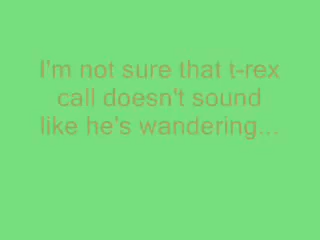 I'm not sure that t-rex
call doesn't sound
like he's wandering...